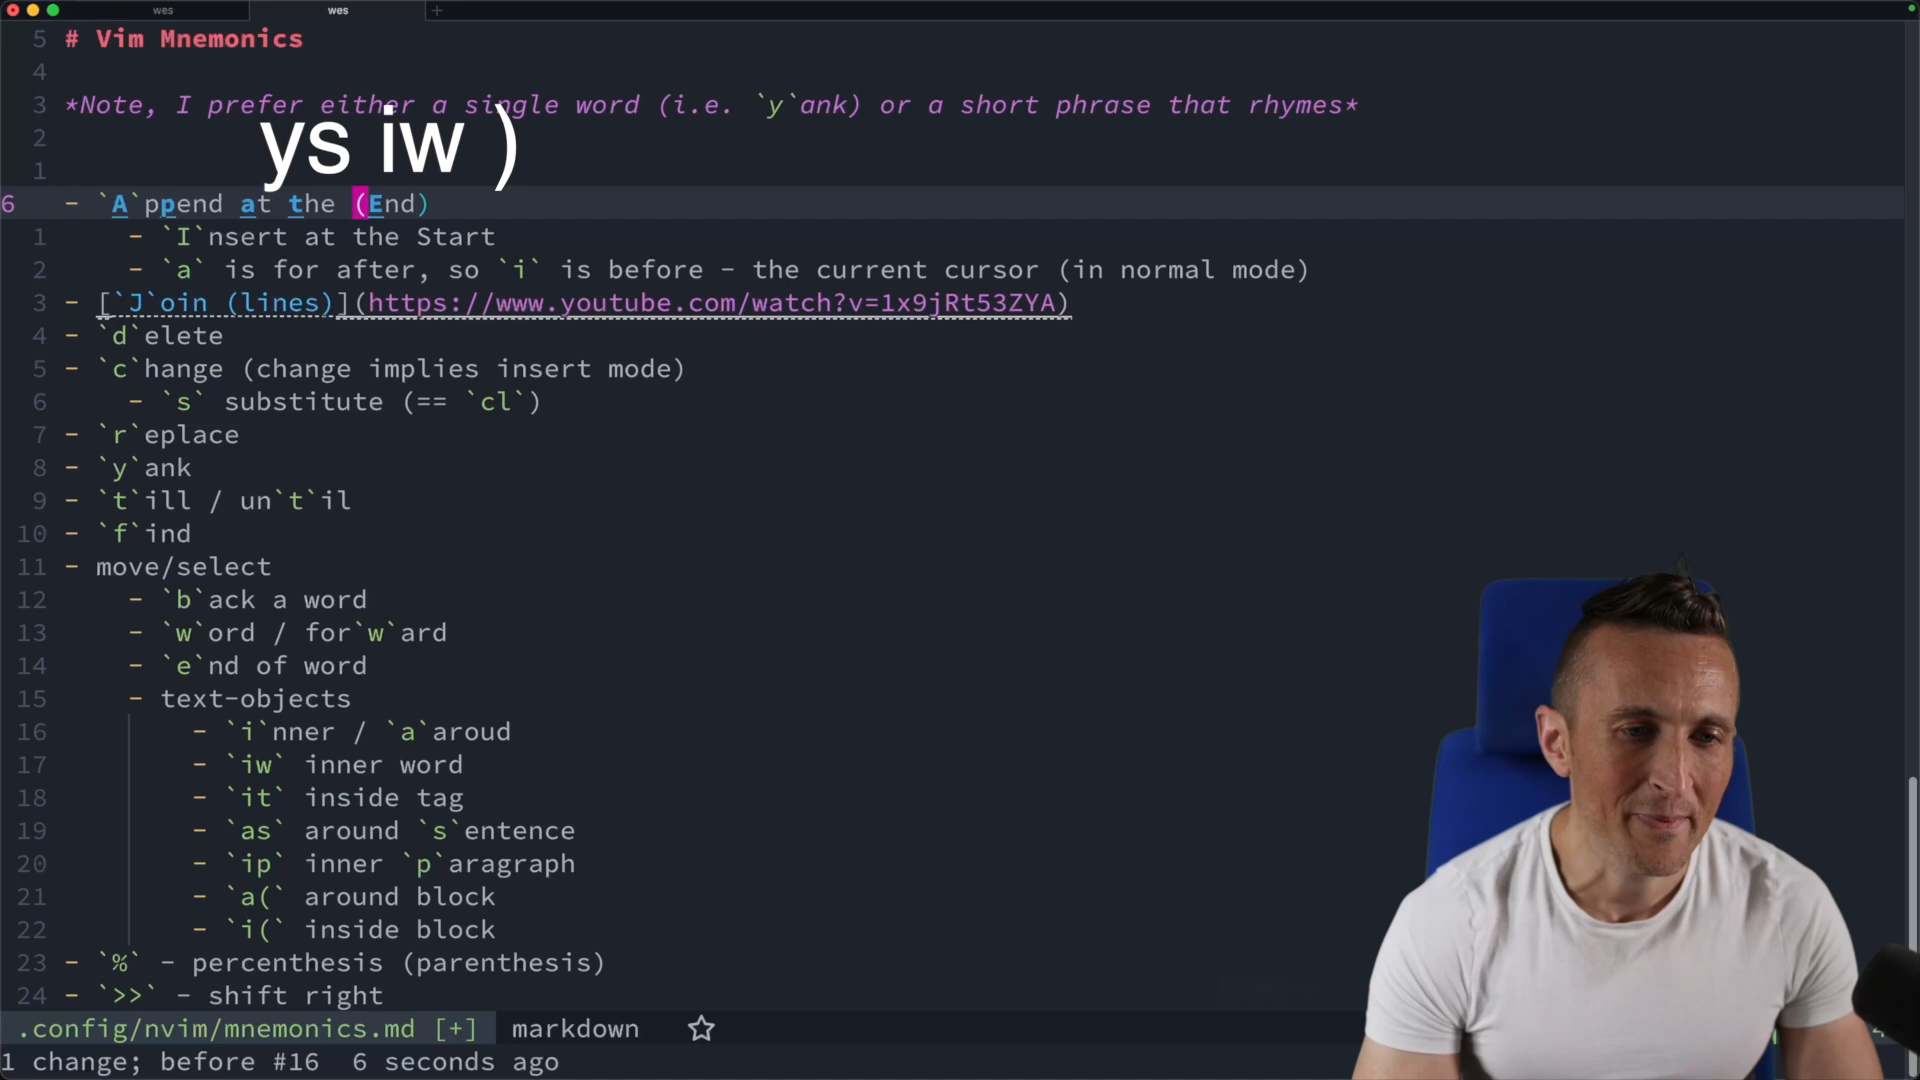 wes
wes
5 # Vim Mnemonics
4
3 *Note, I prefer either a single word (i.e. `y`ank) or a short phrase that rhymes*
2
ys iw )
1
6 - `A`ppend at the (End)
1 - `I`nsert at the Start
2 - `a` is for after, so `i` is before - the current cursor (in normal mode)
3 - [`J`oin (lines)](https://www.youtube.com/watch?v=1x9jRt53ZYA)
4 - `d`elete
5 - `c`hange (change implies insert mode)
6 - `s` substitute (== `cl`)
7 - `r`eplace
8 - `y`ank
9 - `t`ill / un`t`il
10 - `f`ind
11 - move/select
12 - `b`ack a word
13 - `w`ord / for`w`ard
14 - `e`nd of word
15 - text-objects
16 - `i`nner / `a`aroud
17 - `iw` inner word
18 - `it` inside tag
19 - `as` around `s`entence
20 - `ip` inner `p`aragraph
21 - `a(` around block
22 - `i(` inside block
23 - `%` - percenthesis (parenthesis)
24 - `>>` - shift right
.config/nvim/mnemonics.md [+] markdown
1 change; before #16 6 seconds ago